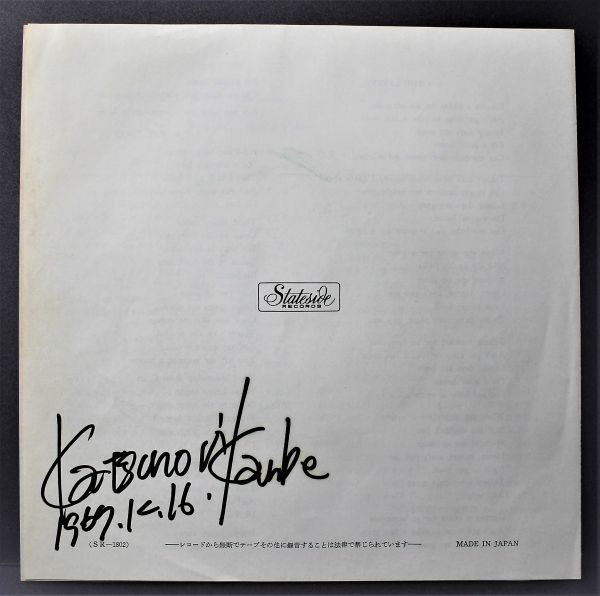 Stateside
RECORDS
Katsunori Kanbe
1967.12.16.
(SR—1802) ——レコードから無断でテープその他に録音することは法律で禁じられています—— MADE IN JAPAN